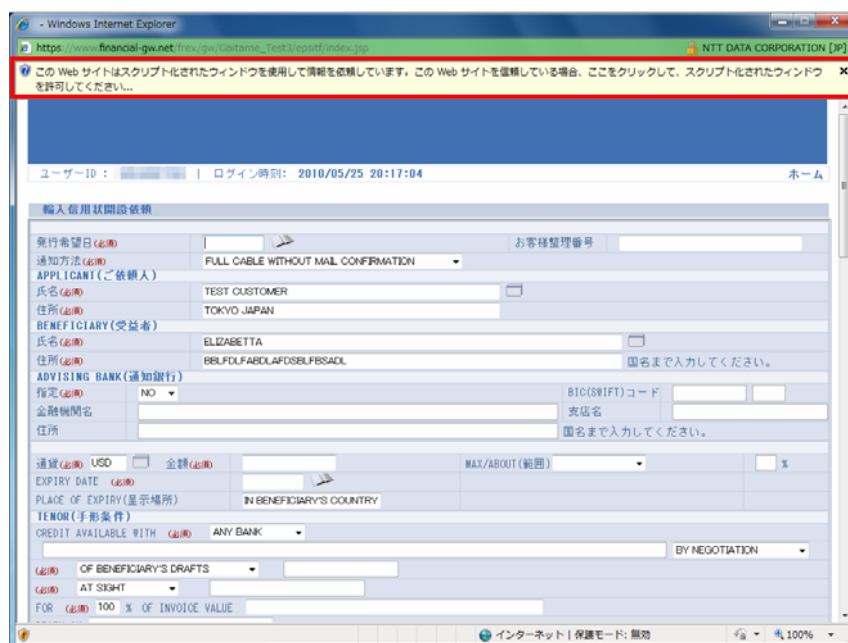 - Windows Internet Explorer
https://www.financial-gw.net/frex/gw/Gaitame_Test3/epsitf/index.jsp NTT DATA CORPORATION [JP]
この Web サイトはスクリプト化されたウィンドウを使用して情報を依頼しています。この Web サイトを信頼している場合、ここをクリックして、スクリプト化されたウィンドウ
を許可してください...
ユーザーID : | ログイン時刻: 2010/05/25 20:17:04 ホーム
輸入信用状開設依頼
発行希望日(必須) お客様整理番号
通知方法(必須) FULL CABLE WITHOUT MAIL CONFIRMATION
APPLICANT(ご依頼人)
氏名(必須) TEST CUSTOMER
住所(必須) TOKYO JAPAN
BENEFICIARY(受益者)
氏名(必須) ELIZABETTA
住所(必須) BBLFDLFABDLAFDSBLFBSADL 国名まで入力してください。
ADVISING BANK(通知銀行)
指定(必須) NO BIC(SWIFT)コード
金融機関名 支店名
住所 国名まで入力してください。
通貨(必須) USD 金額(必須) MAX/ABOUT(範囲) %
EXPIRY DATE (必須)
PLACE OF EXPIRY(呈示場所) IN BENEFICIARY'S COUNTRY
TENOR(手形条件)
CREDIT AVAILABLE WITH (必須) ANY BANK
BY NEGOTIATION
(必須) OF BENEFICIARY'S DRAFTS
(必須) AT SIGHT
FOR (必須) 100 % OF INVOICE VALUE
インターネット | 保護モード: 無効 100%